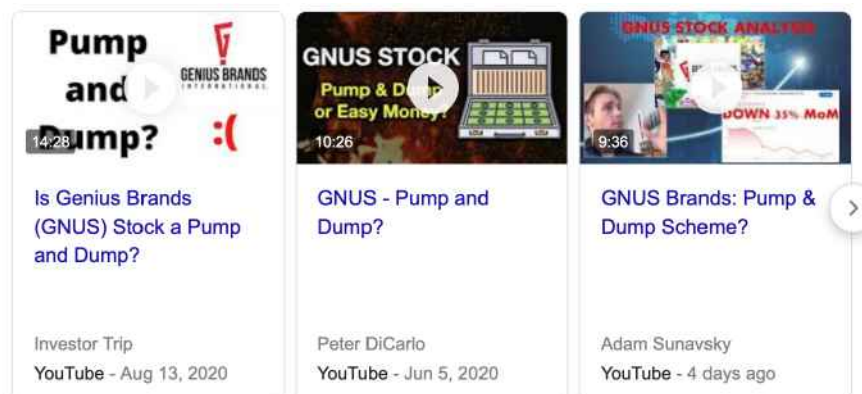 Pump
and
Dump?
GENIUS BRANDS
INTERNATIONAL
:(
14:28
Is Genius Brands
(GNUS) Stock a Pump
and Dump?
Investor Trip
YouTube - Aug 13, 2020
GNUS STOCK
Pump & Dump
or Easy Money?
10:26
GNUS - Pump and
Dump?
Peter DiCarlo
YouTube - Jun 5, 2020
GNUS STOCK ANALYSIS
DOWN 35% MoM
9:36
GNUS Brands: Pump &
Dump Scheme?
Adam Sunavsky
YouTube - 4 days ago